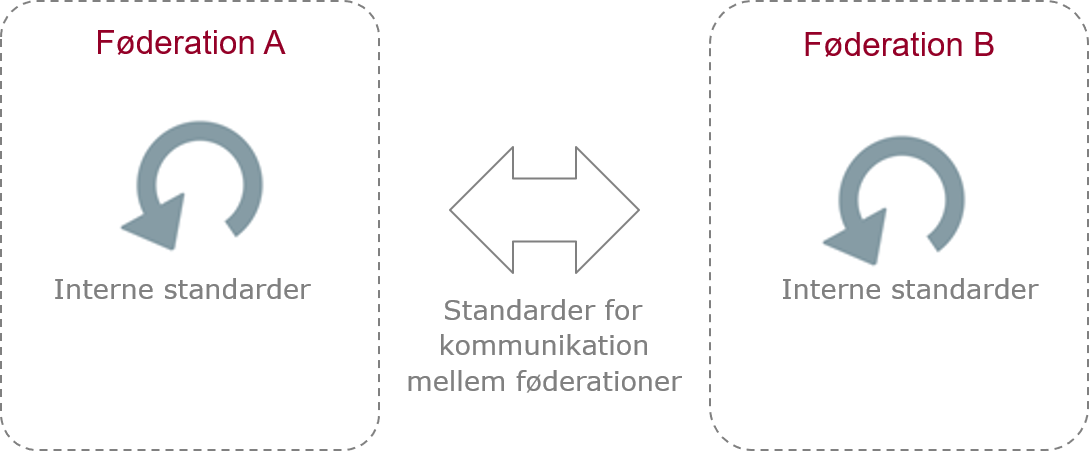 Føderation A
Interne standarder
Standarder for
kommunikation
mellem føderationer
Føderation B
Interne standarder